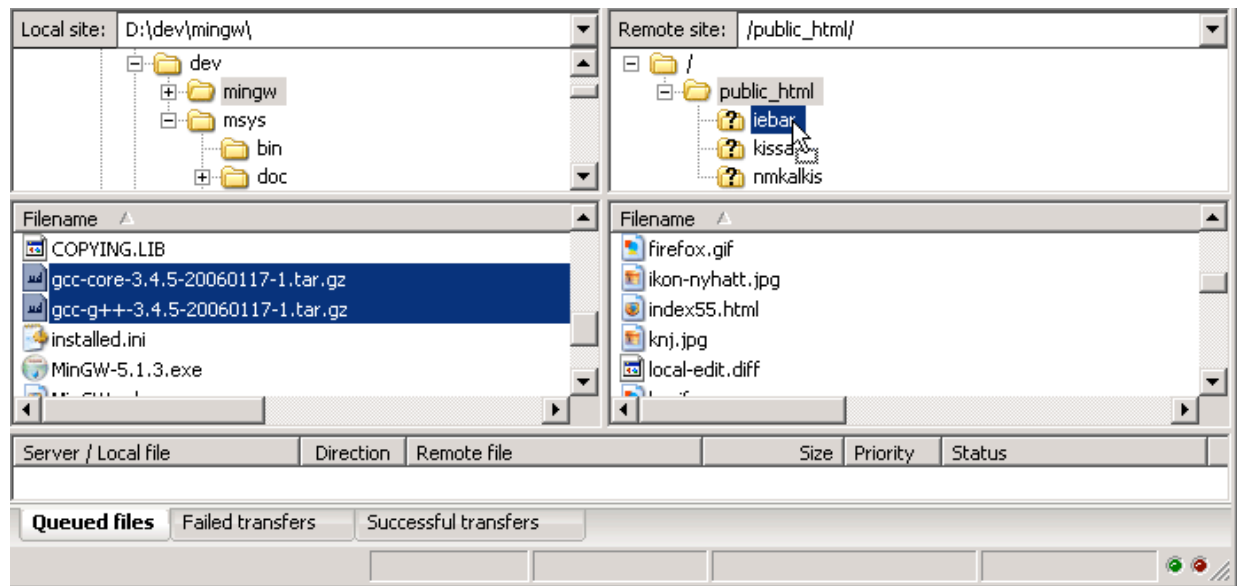 Local site: D:\dev\mingw\
dev
mingw
msys
bin
doc
Filename
COPYING.LIB
gcc-core-3.4.5-20060117-1.tar.gz
gcc-g++-3.4.5-20060117-1.tar.gz
installed.ini
MinGW-5.1.3.exe
Remote site: /public_html/
/
public_html
iebar
kissa
nmkalkis
Filename
firefox.gif
ikon-nyhatt.jpg
index55.html
knj.jpg
local-edit.diff
Server / Local file Direction Remote file Size Priority Status
Queued files Failed transfers Successful transfers